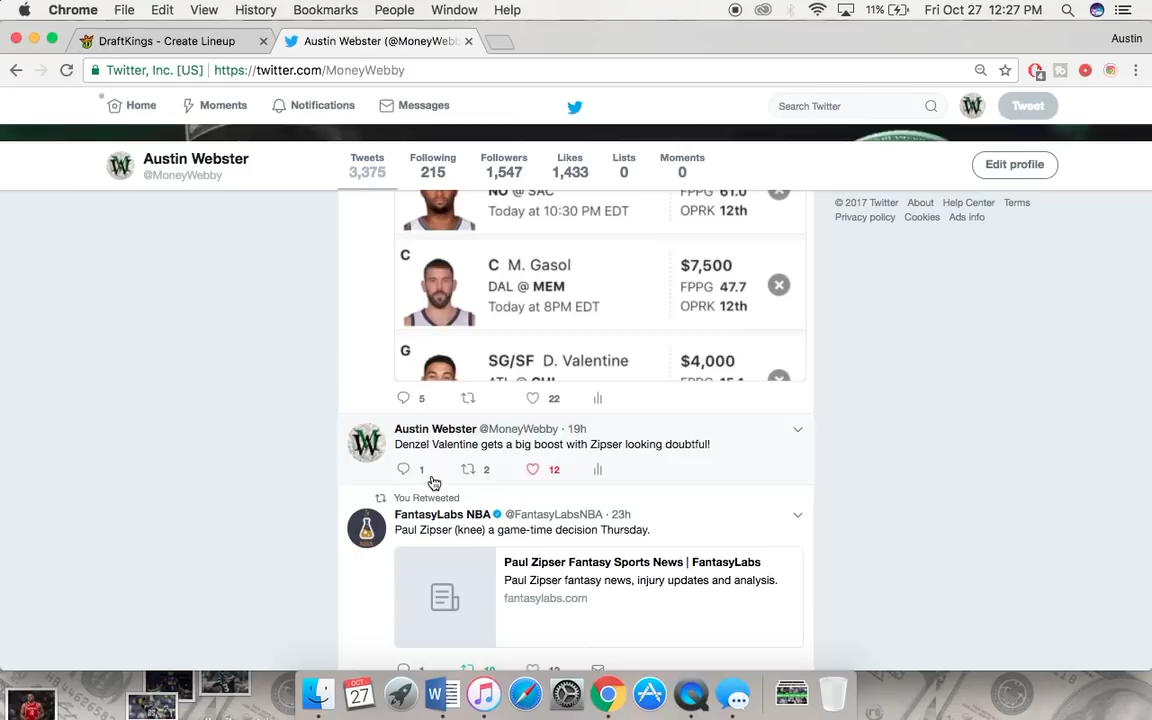 Chrome File Edit View History Bookmarks People Window Help 11% Fri Oct 27 12:27 PM
DraftKings - Create Lineup Austin Webster (@MoneyWebb Austin
Twitter, Inc. [US] https://twitter.com/MoneyWebby 4
Home Moments Notifications Messages Search Twitter Tweet
Austin Webster
@MoneyWebby
Tweets Following Followers Likes Lists Moments
3,375 215 1,547 1,433 0 0
Edit profile
NO @ SAC FPPG 61.0
Today at 10:30 PM EDT OPRK 12th
C C M. Gasol $7,500
DAL @ MEM FPPG 47.7
Today at 8PM EDT OPRK 12th
G SG/SF D. Valentine $4,000
5 22
Austin Webster @MoneyWebby · 19h
Denzel Valentine gets a big boost with Zipser looking doubtful!
1 2 12
You Retweeted
FantasyLabs NBA @FantasyLabsNBA · 23h
Paul Zipser (knee) a game-time decision Thursday.
Paul Zipser Fantasy Sports News | FantasyLabs
Paul Zipser fantasy news, injury updates and analysis.
fantasylabs.com
© 2017 Twitter About Help Center Terms
Privacy policy Cookies Ads info
OCT
27